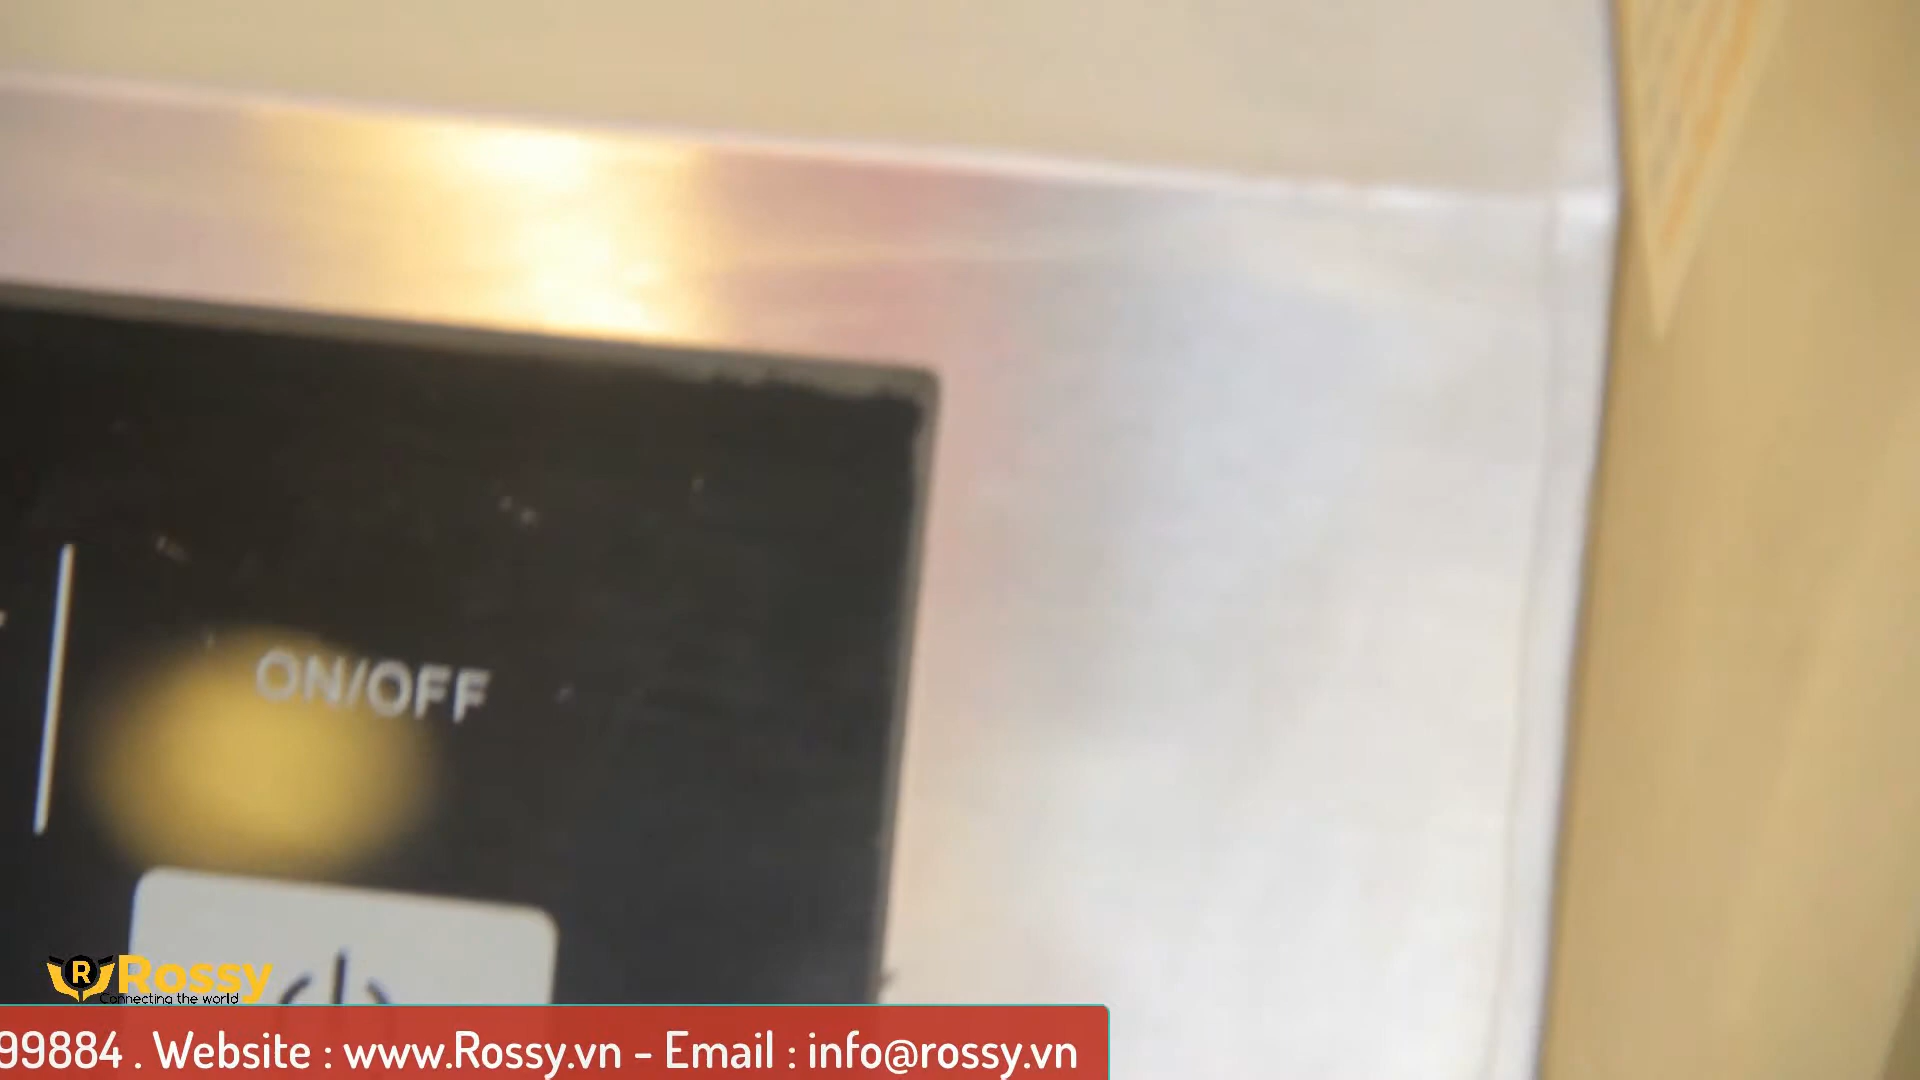 ON/OFF
R Rossy
Connecting the world
99884 . Website : www.Rossy.vn - Email : info@rossy.vn